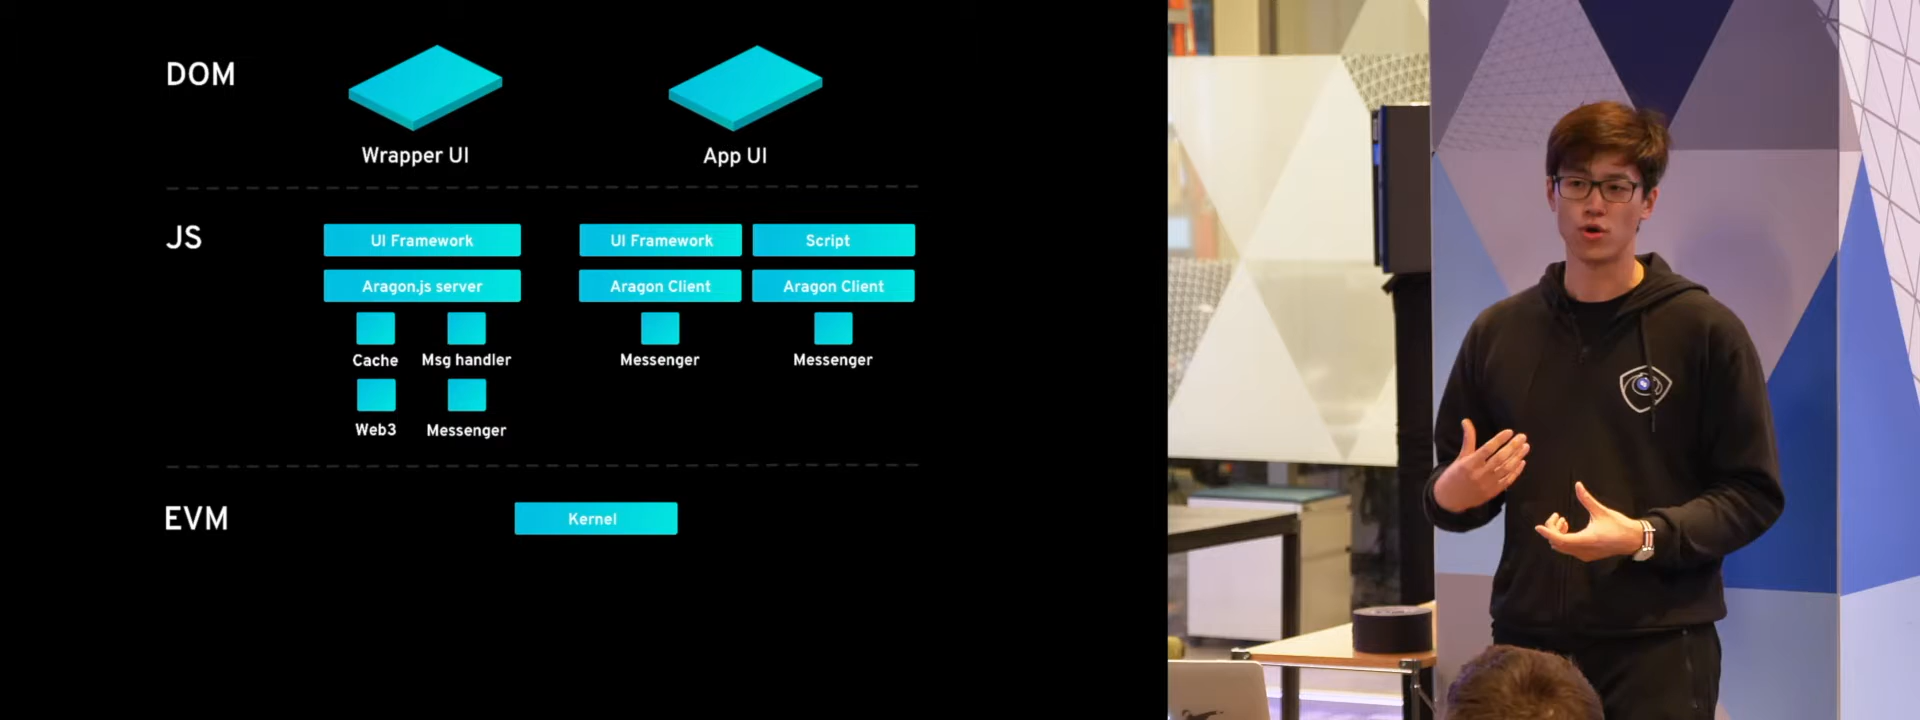 DOM
Wrapper UI
App UI
JS
UI Framework
UI Framework
Script
Aragon.js server
Aragon Client
Aragon Client
Cache
Msg handler
Messenger
Messenger
Web3
Messenger
EVM
Kernel